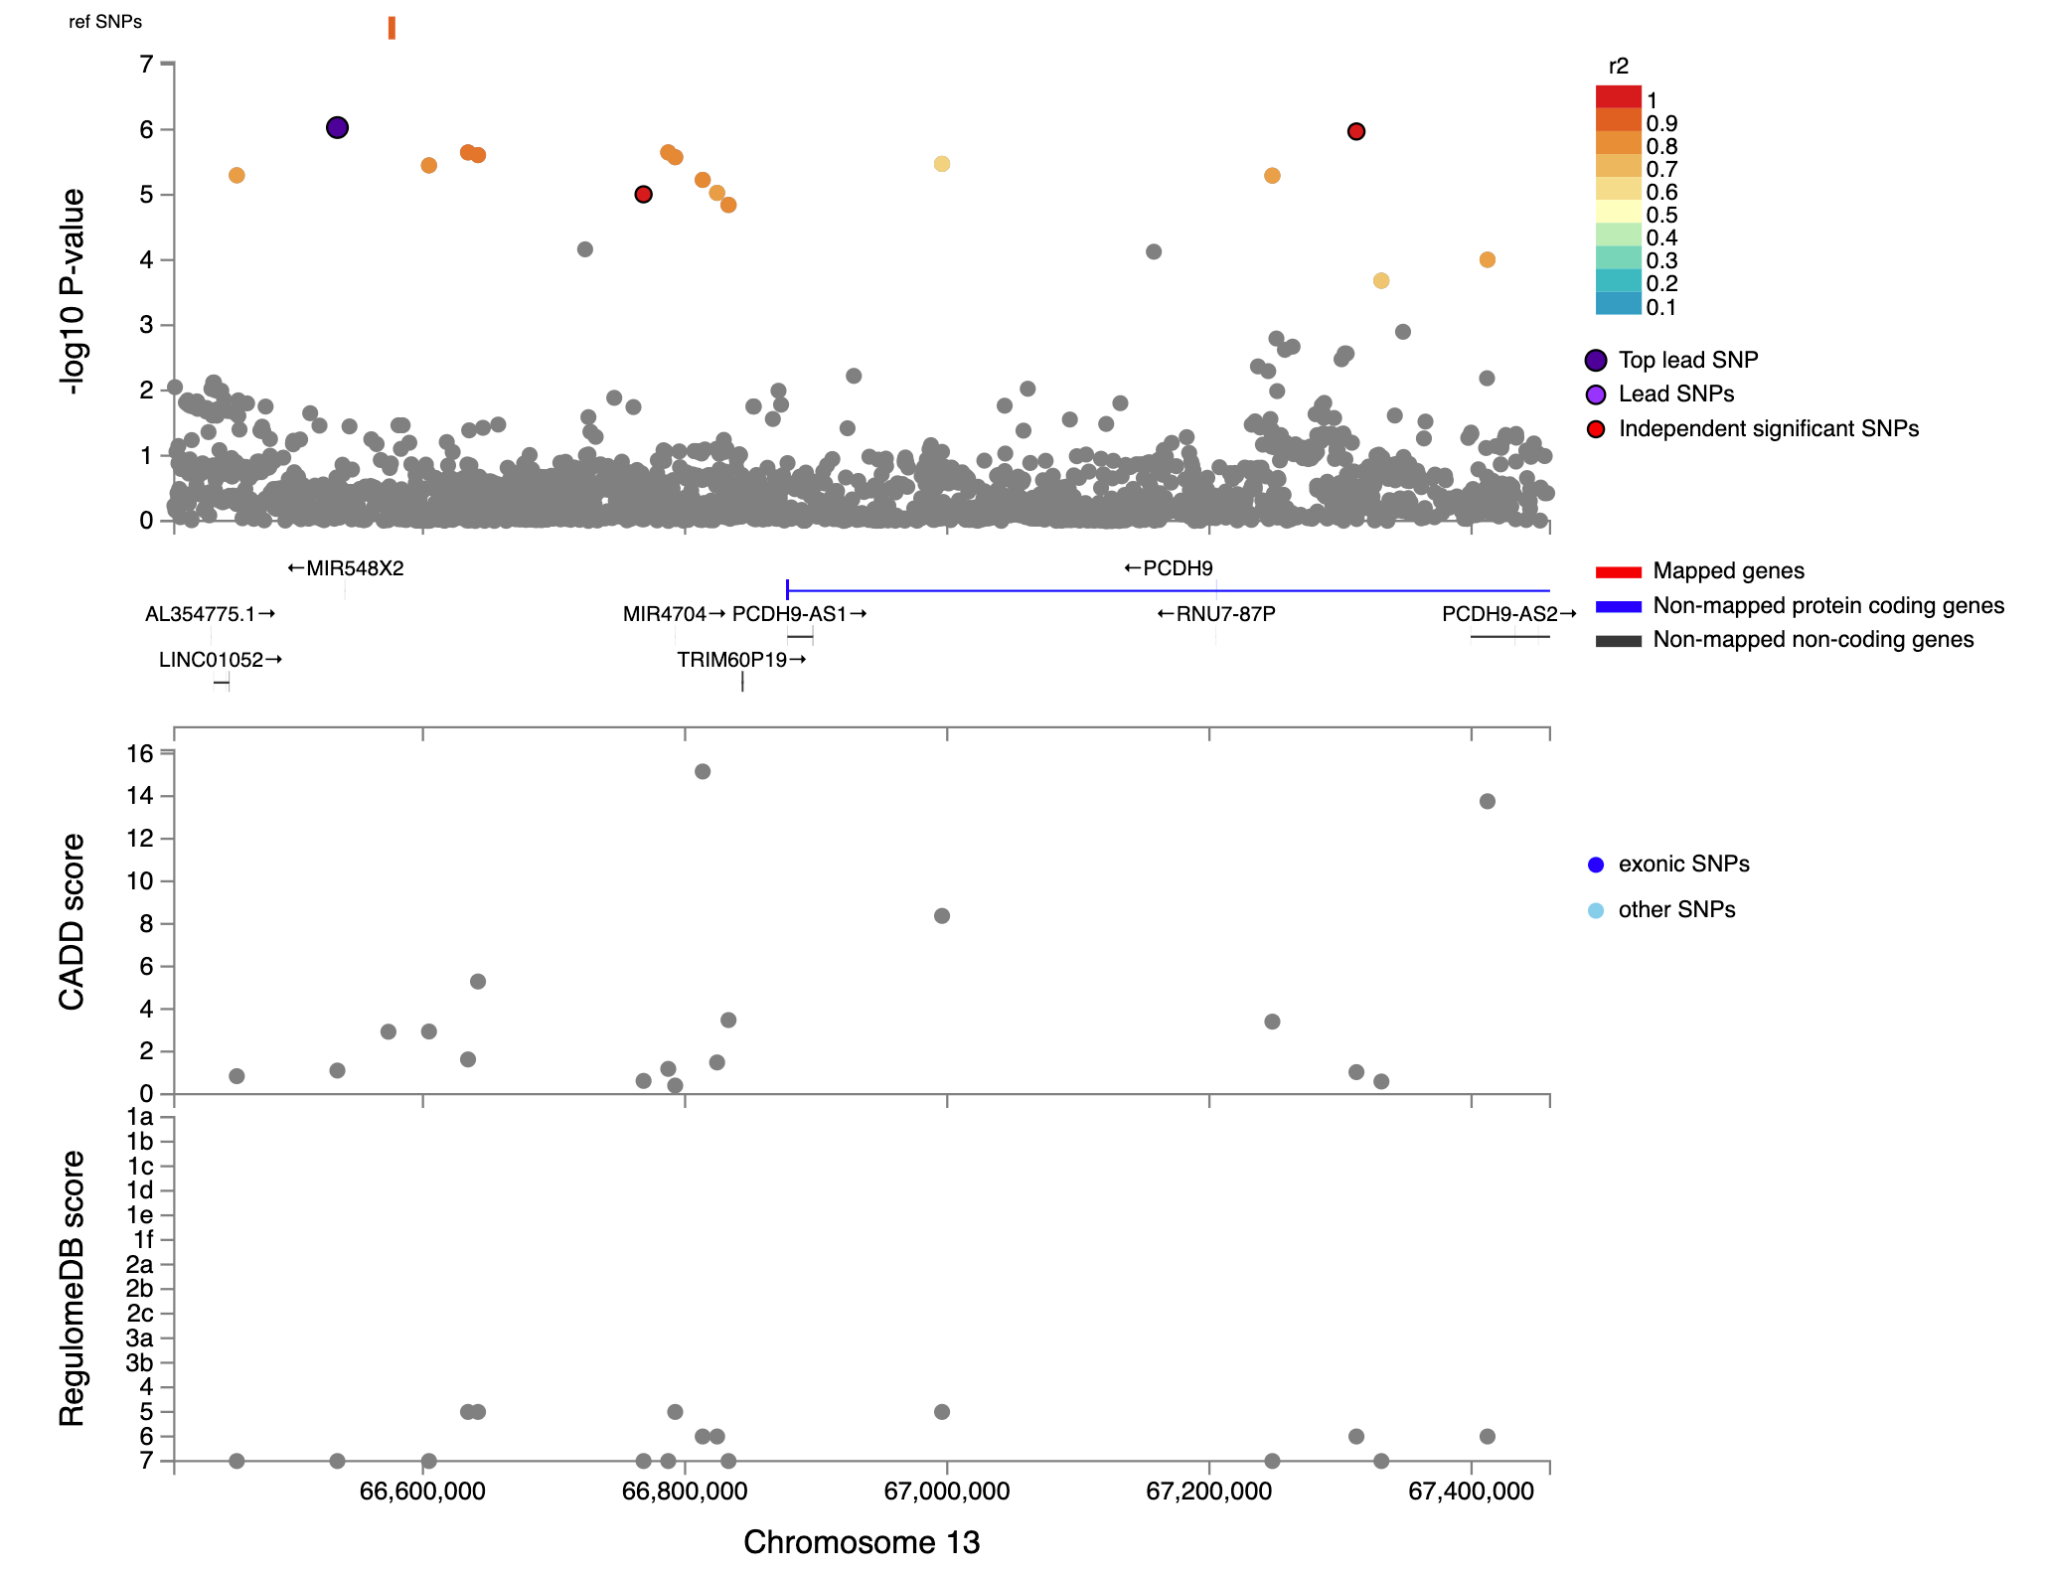 ref SNPs
7
6
5
4
3
2
1
0
-log10 P-value
r2
1
0.9
0.8
0.7
0.6
0.5
0.4
0.3
0.2
0.1
Top lead SNP
Lead SNPs
Independent significant SNPs
←MIR548X2
←PCDH9
AL354775.1→
MIR4704→
PCDH9-AS1→
←RNU7-87P
PCDH9-AS2→
LINC01052→
TRIM60P19→
Mapped genes
Non-mapped protein coding genes
Non-mapped non-coding genes
16
14
12
10
8
6
4
2
0
CADD score
exonic SNPs
other SNPs
1a
1b
1c
1d
1e
1f
2a
2b
2c
3a
3b
4
5
6
7
RegulomeDB score
66,600,000
66,800,000
67,000,000
67,200,000
67,400,000
Chromosome 13